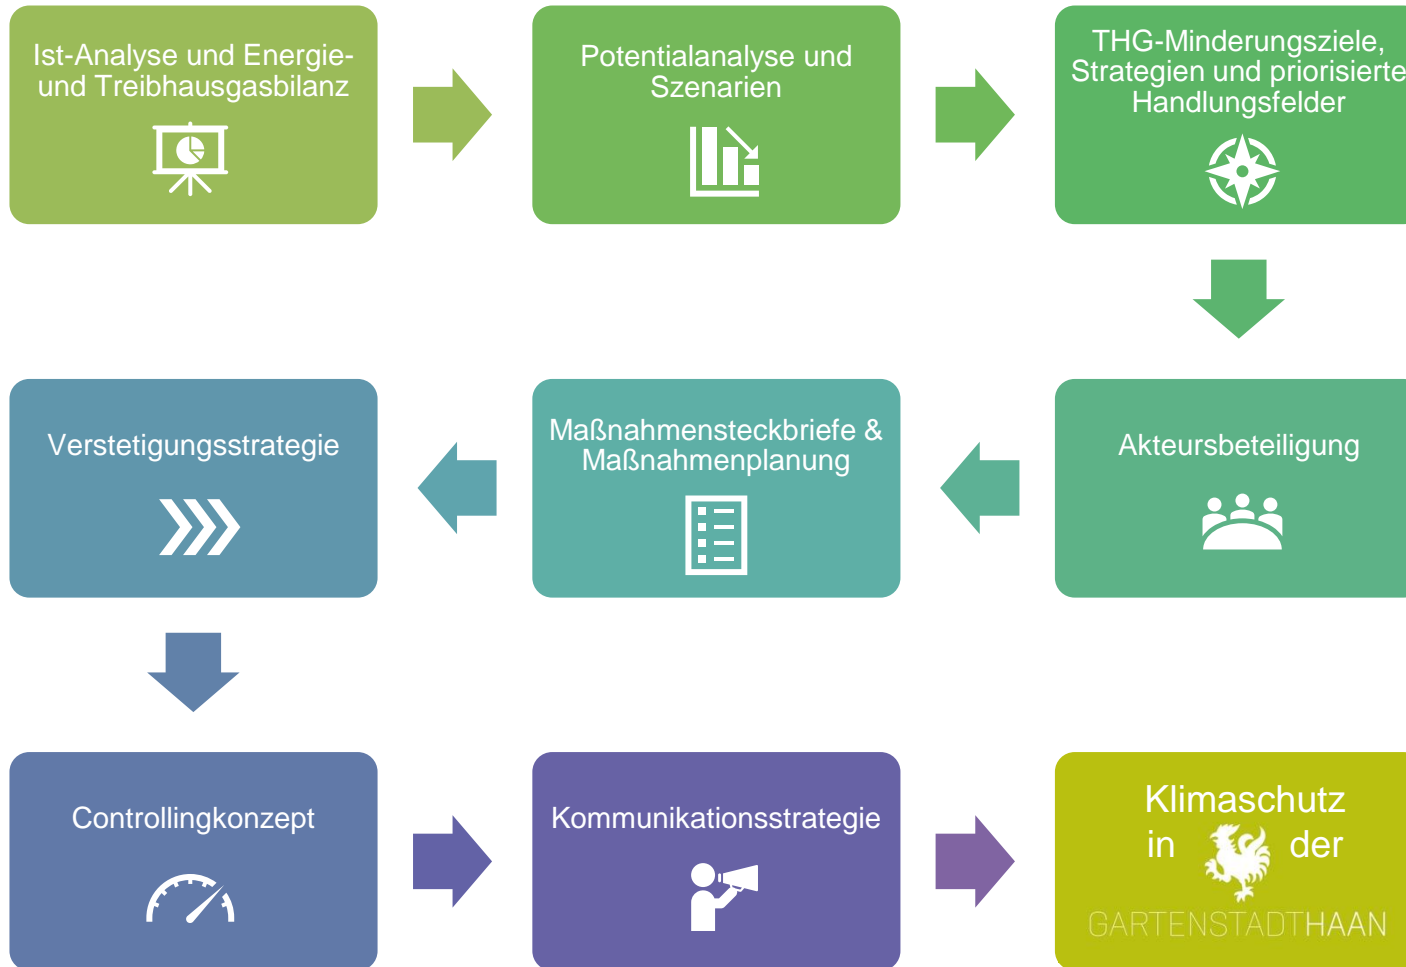 Ist-Analyse und Energie-
und Treibhausgasbilanz
Potentialanalyse und
Szenarien
THG-Minderungsziele,
Strategien und priorisierte
Handlungsfelder
Akteursbeteiligung
Maßnahmensteckbriefe &
Maßnahmenplanung
Verstetigungsstrategie
Controllingkonzept
Kommunikationsstrategie
Klimaschutz
in der
GARTENSTADTHAAN